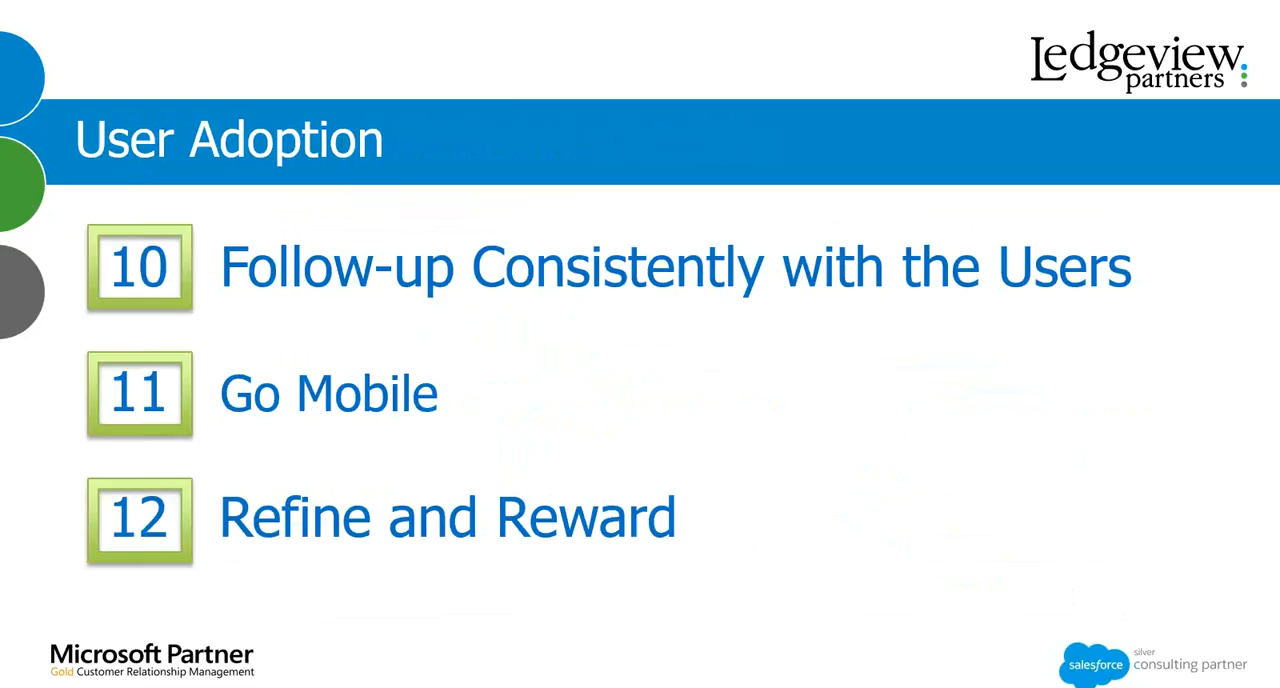 Ledgeview
partners
User Adoption
10 Follow-up Consistently with the Users
11 Go Mobile
12 Refine and Reward
Microsoft Partner
Gold Customer Relationship Management
salesforce
silver
consulting partner